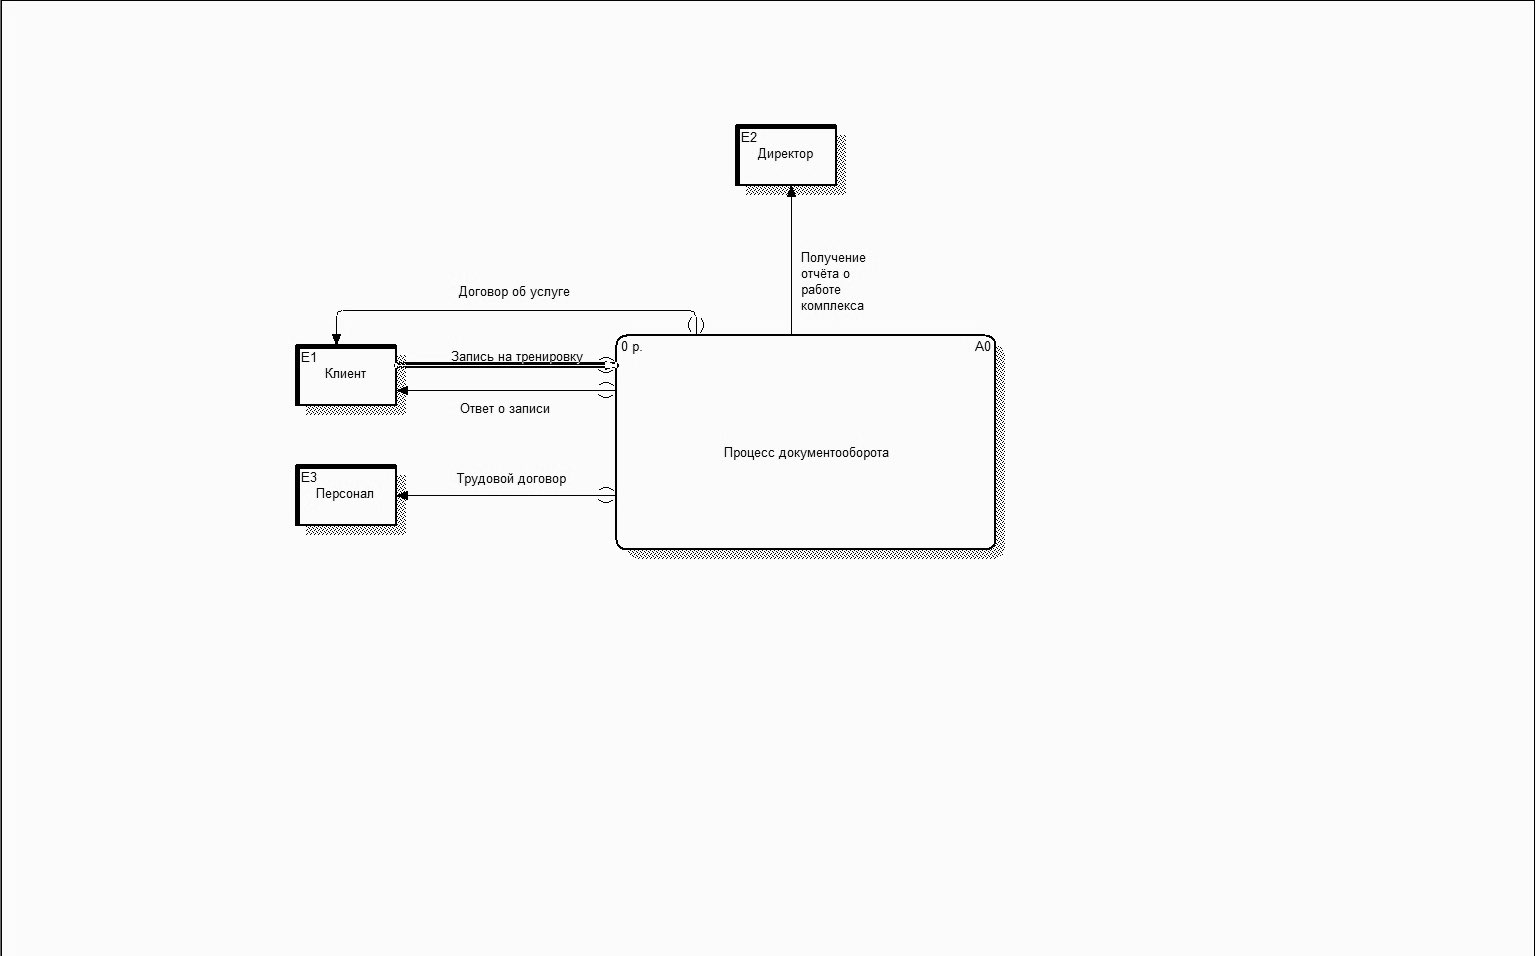 E2
Директор
Получение
отчёта о
работе
комплекса
Договор об услуге
E1
Клиент
Запись на тренировку
0 р.
A0
Ответ о записи
Процесс документооборота
E3
Персонал
Трудовой договор